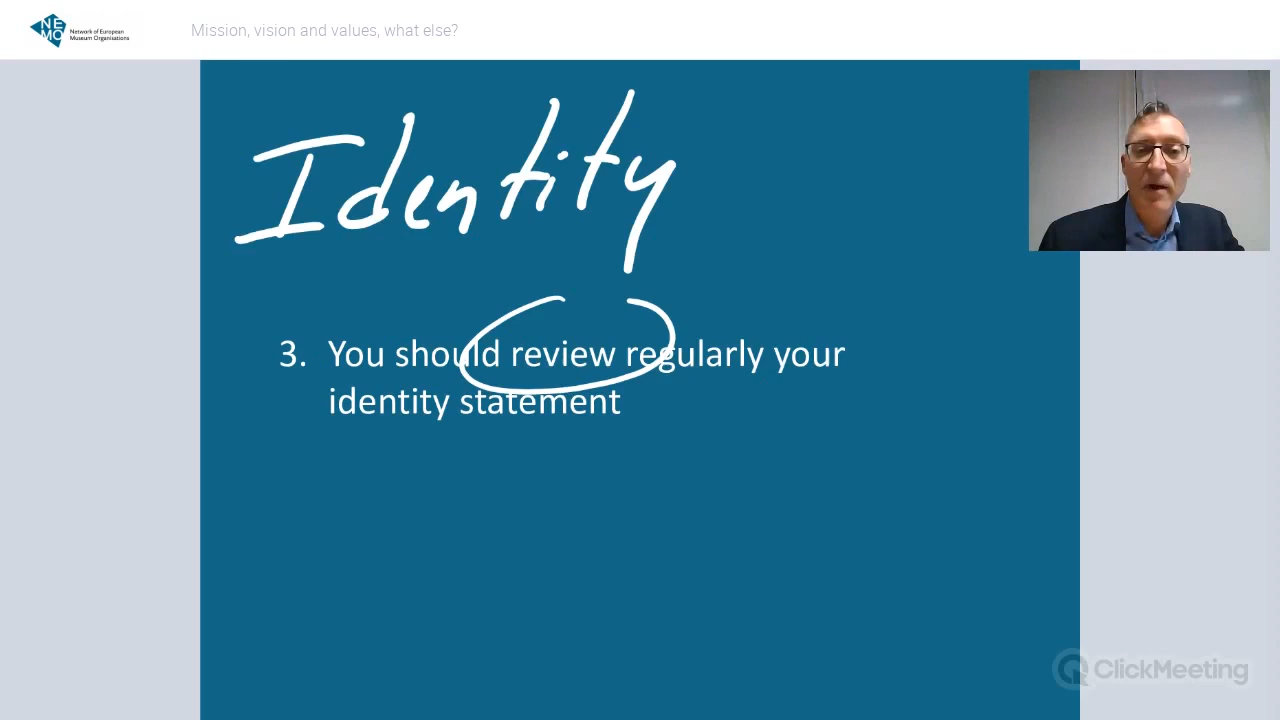 NE
MO
Network of European
Museum Organisations
Mission, vision and values, what else?
Identity
3. You should review regularly your
identity statement
ClickMeeting